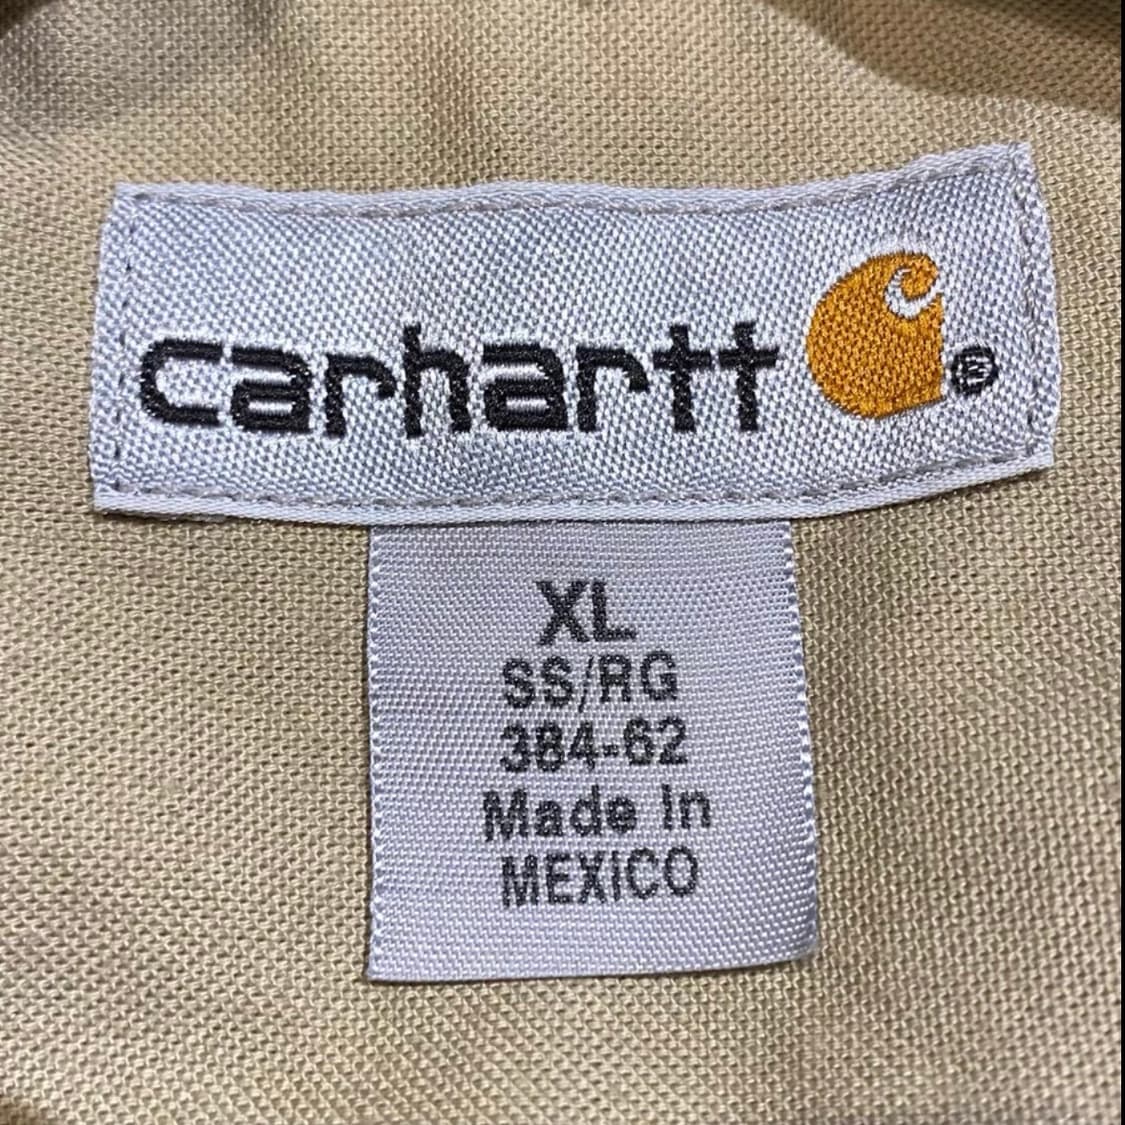 carhartt ®
XL
SS/RG
384-62
Made In
MEXICO